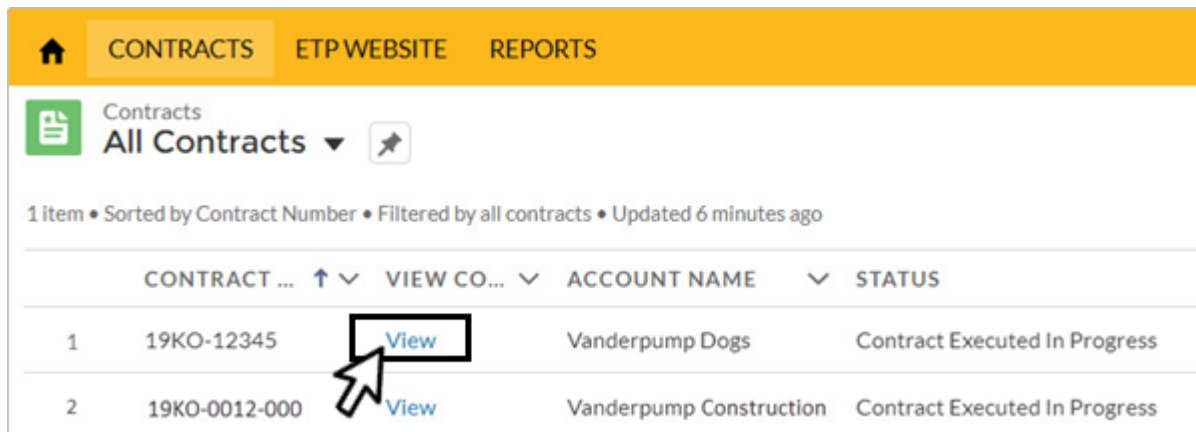 CONTRACTS ETP WEBSITE REPORTS
Contracts
All Contracts
1 item • Sorted by Contract Number • Filtered by all contracts • Updated 6 minutes ago
CONTRACT ... VIEW CO... ACCOUNT NAME STATUS
1 19KO-12345 View Vanderpump Dogs Contract Executed In Progress
2 19KO-0012-000 View Vanderpump Construction Contract Executed In Progress